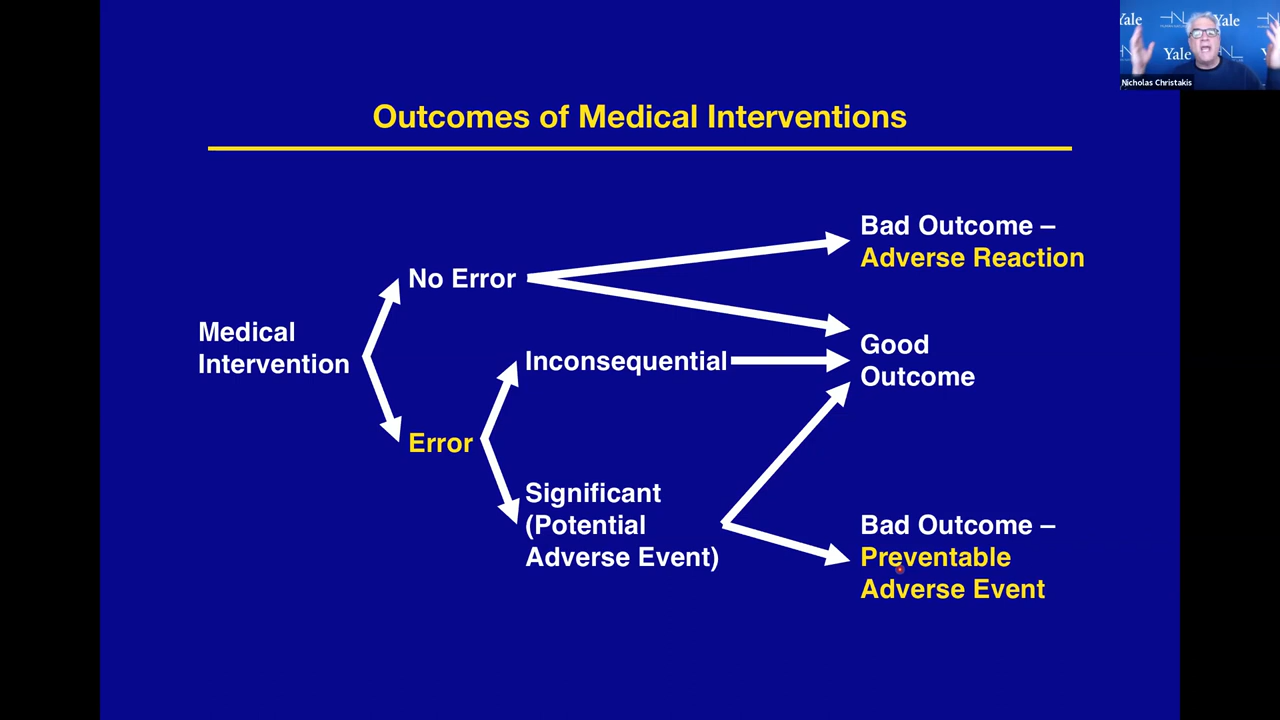 Yale
Yale
Yale
Nicholas Christakis
Outcomes of Medical Interventions
Bad Outcome –
Adverse Reaction
No Error
Medical
Intervention
Good
Outcome
Inconsequential
Error
Significant
(Potential
Adverse Event)
Bad Outcome –
Preventable
Adverse Event